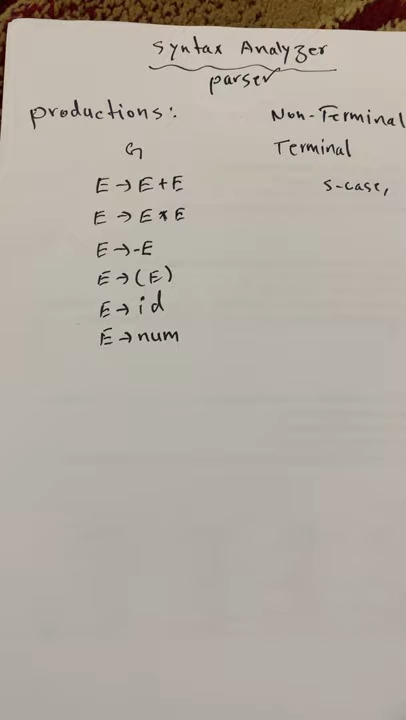 Syntax Analyzer
parser
productions:
Non-Terminal
G
Terminal
E → E + E
s-case,
E → E * E
E → -E
E → (E)
E → id
E → num